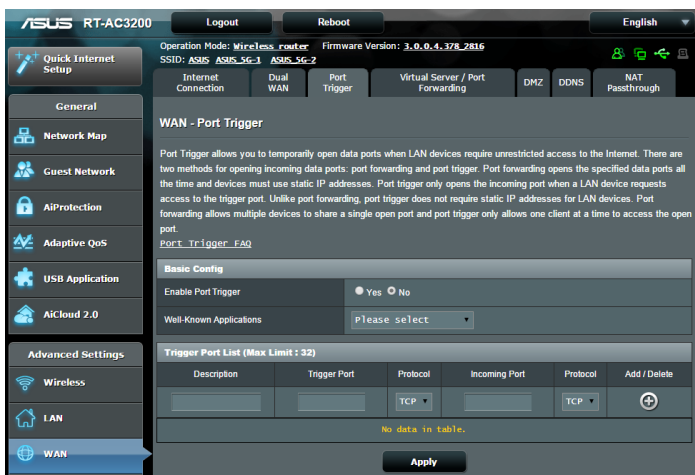 ASUS RT-AC3200 Logout Reboot English
Quick Internet Setup
General
Network Map
Guest Network
AiProtection
Adaptive QoS
USB Application
AiCloud 2.0
Advanced Settings
Wireless
LAN
WAN
Operation Mode: Wireless router Firmware Version: 3.0.0.4.378_2816
SSID: ASUS ASUS_5G-1 ASUS_5G-2
Internet Connection Dual WAN Port Trigger Virtual Server / Port Forwarding DMZ DDNS NAT Passthrough
WAN - Port Trigger
Port Trigger allows you to temporarily open data ports when LAN devices require unrestricted access to the Internet. There are
two methods for opening incoming data ports: port forwarding and port trigger. Port forwarding opens the specified data ports all
the time and devices must use static IP addresses. Port trigger only opens the incoming port when a LAN device requests
access to the trigger port. Unlike port forwarding, port trigger does not require static IP addresses for LAN devices. Port
forwarding allows multiple devices to share a single open port and port trigger only allows one client at a time to access the open
port.
Port Trigger FAQ
Basic Config
Enable Port Trigger Yes No
Well-Known Applications Please select
Trigger Port List (Max Limit : 32)
Description Trigger Port Protocol Incoming Port Protocol Add / Delete
TCP TCP
No data in table.
Apply